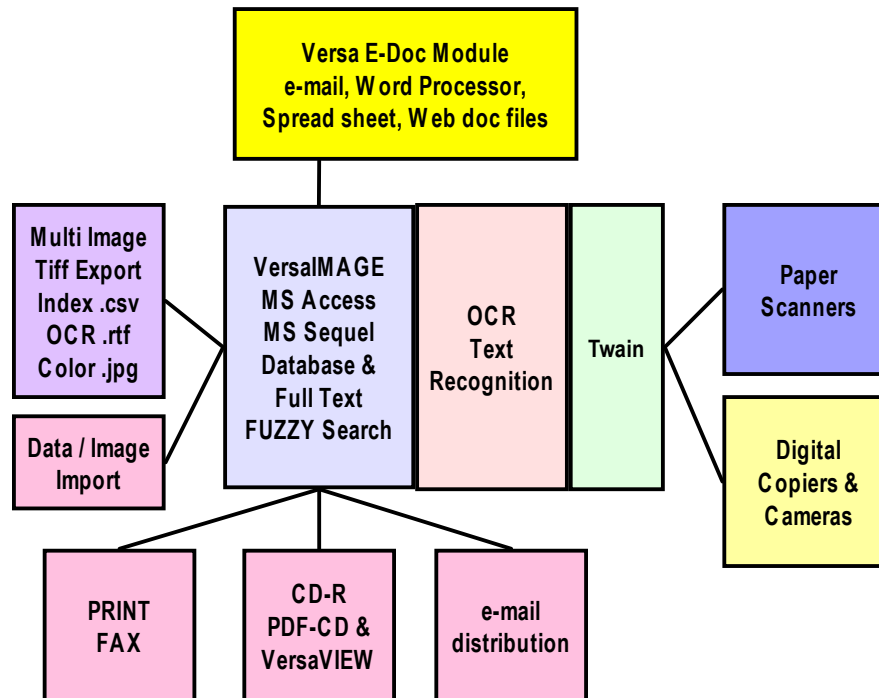 Versa E-Doc Module
e-mail, Word Processor,
Spread sheet, Web doc files
Multi Image
Tiff Export
Index .csv
OCR .rtf
Color .jpg
Data / Image
Import
VersaIMAGE
MS Access
MS Sequel
Database &
Full Text
FUZZY Search
OCR
Text
Recognition
Twain
Paper
Scanners
Digital
Copiers &
Cameras
PRINT
FAX
CD-R
PDF-CD &
VersaVIEW
e-mail
distribution